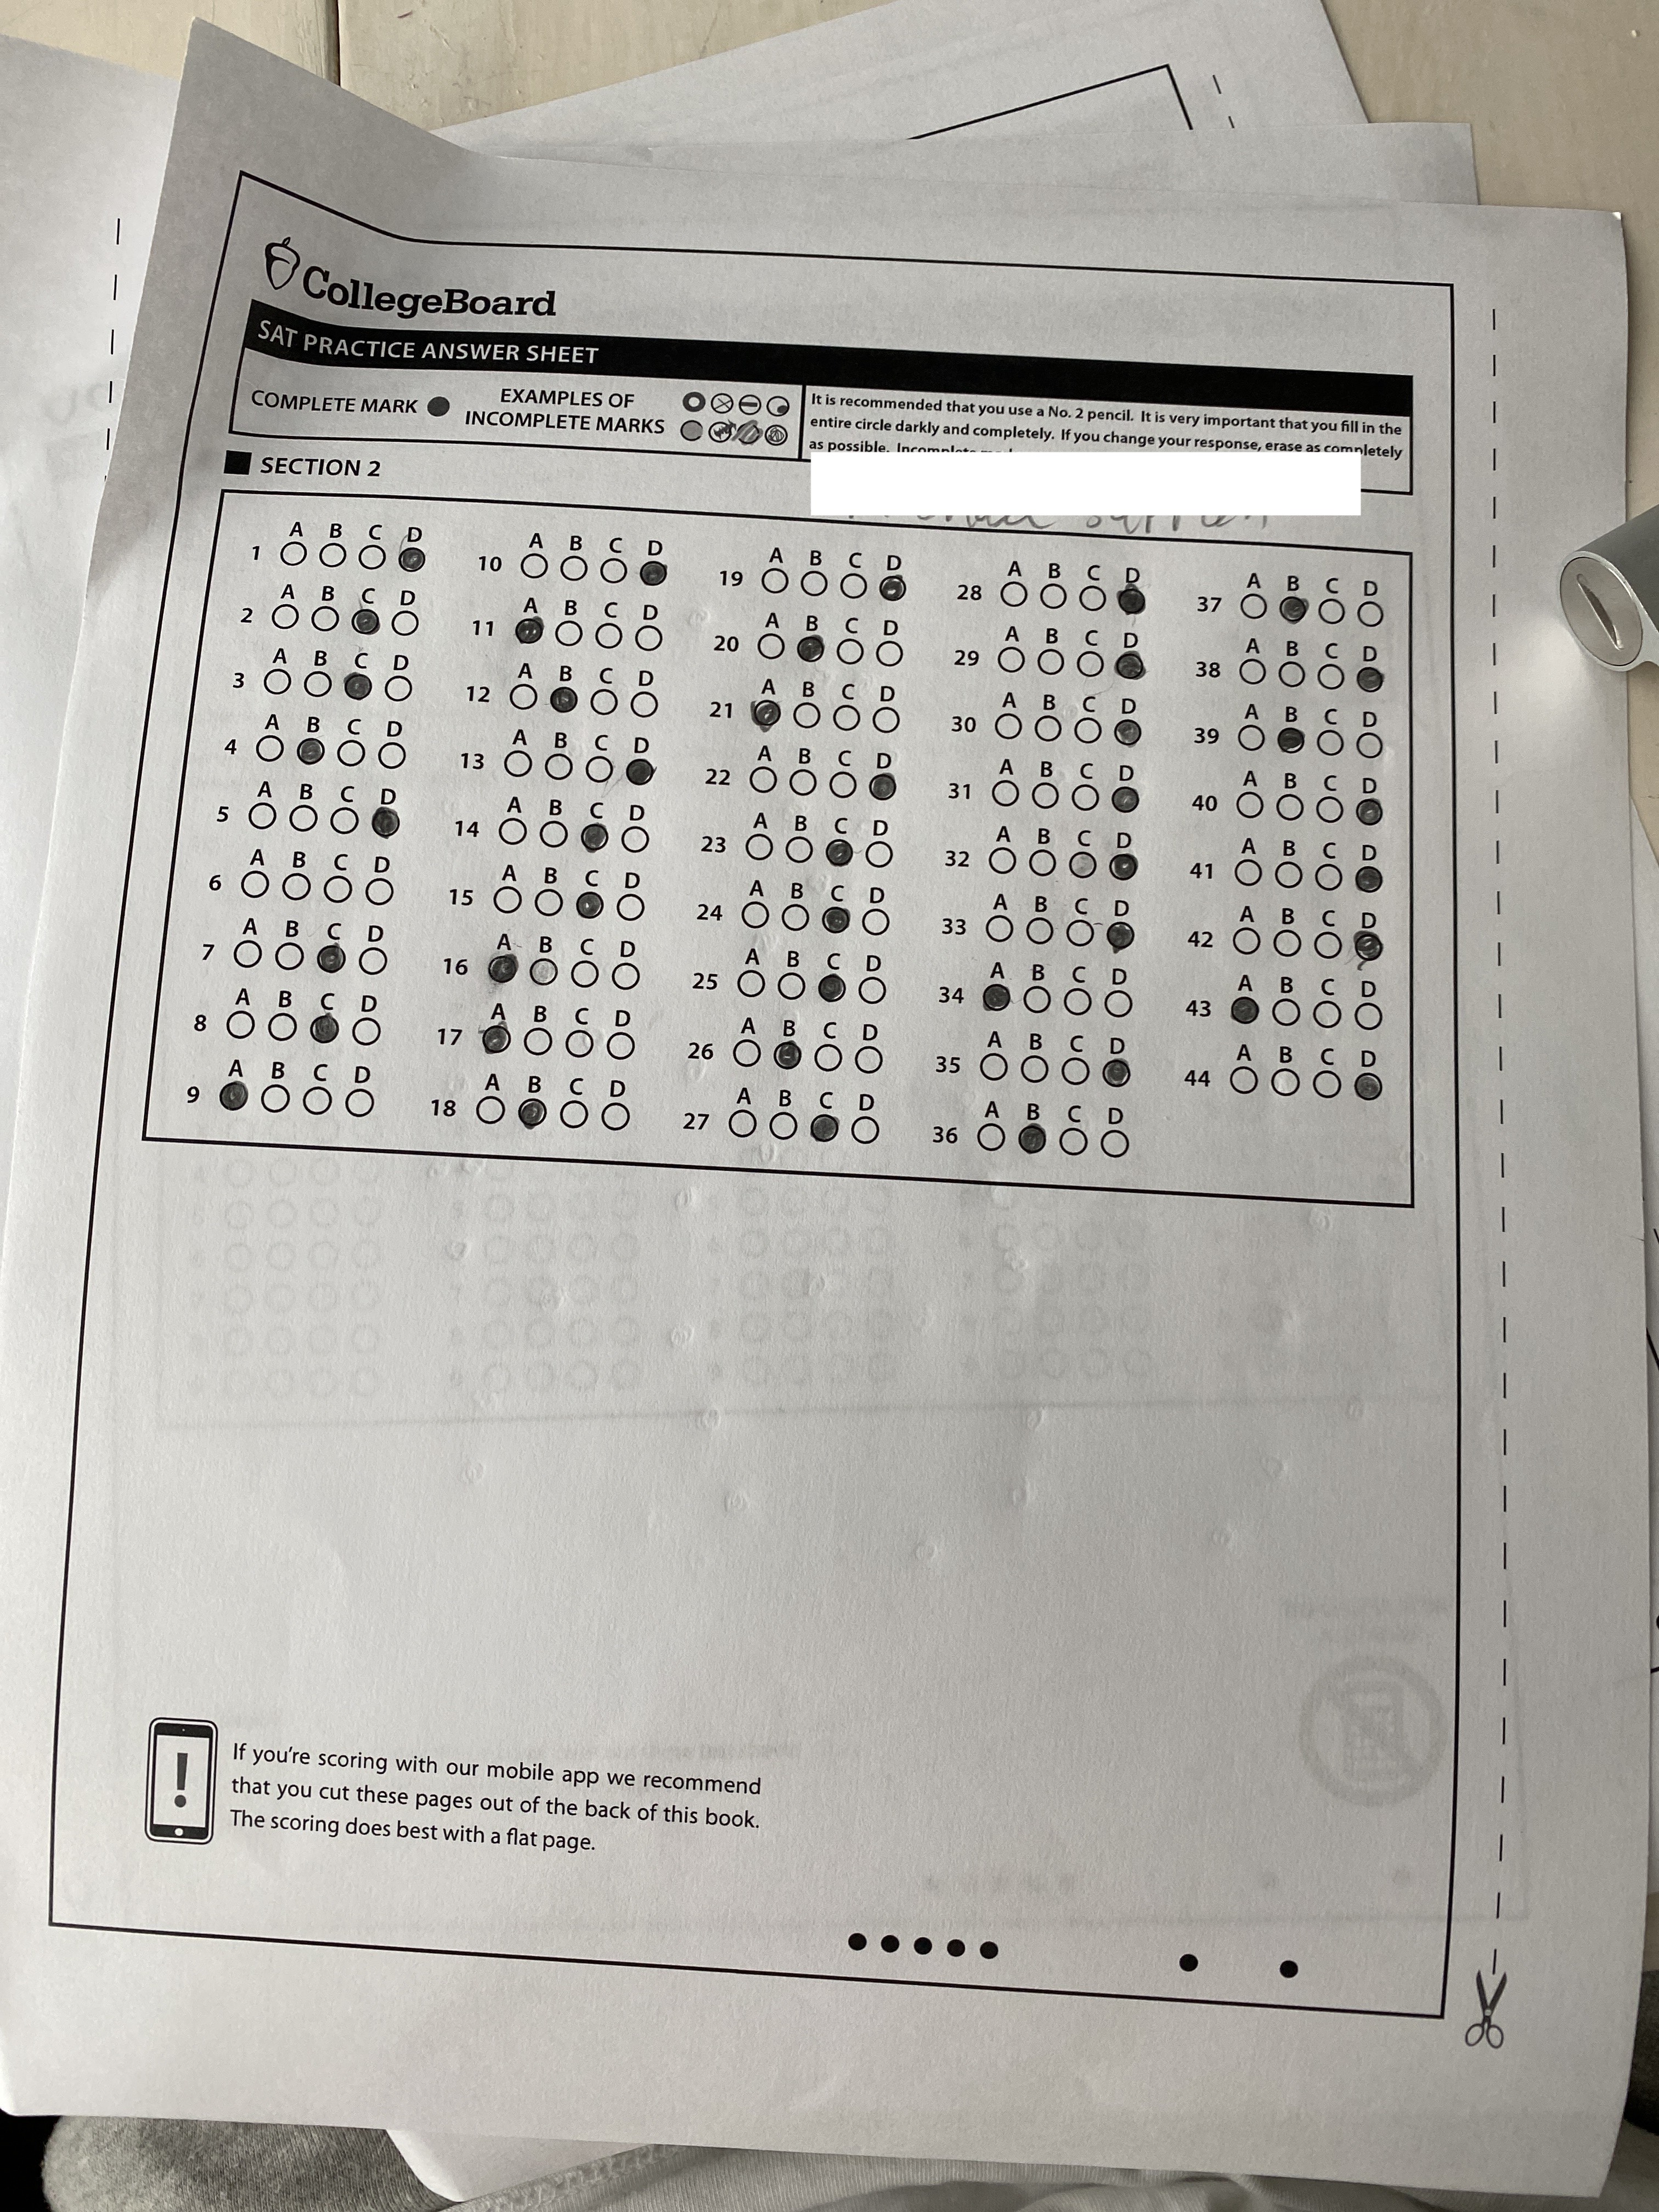 CollegeBoard
SAT PRACTICE ANSWER SHEET
COMPLETE MARK
EXAMPLES OF
INCOMPLETE MARKS
It is recommended that you use a No. 2 pencil. It is very important that you fill in the
entire circle darkly and completely. If you change your response, erase as completely
as possible. Incomplete
SECTION 2
1 A B C D
2 A B C D
3 A B C D
4 A B C D
5 A B C D
6 A B C D
7 A B C D
8 A B C D
9 A B C D
10 A B C D
11 A B C D
12 A B C D
13 A B C D
14 A B C D
15 A B C D
16 A B C D
17 A B C D
18 A B C D
19 A B C D
20 A B C D
21 A B C D
22 A B C D
23 A B C D
24 A B C D
25 A B C D
26 A B C D
27 A B C D
28 A B C D
29 A B C D
30 A B C D
31 A B C D
32 A B C D
33 A B C D
34 A B C D
35 A B C D
36 A B C D
37 A B C D
38 A B C D
39 A B C D
40 A B C D
41 A B C D
42 A B C D
43 A B C D
44 A B C D
If you're scoring with our mobile app we recommend
that you cut these pages out of the back of this book.
The scoring does best with a flat page.